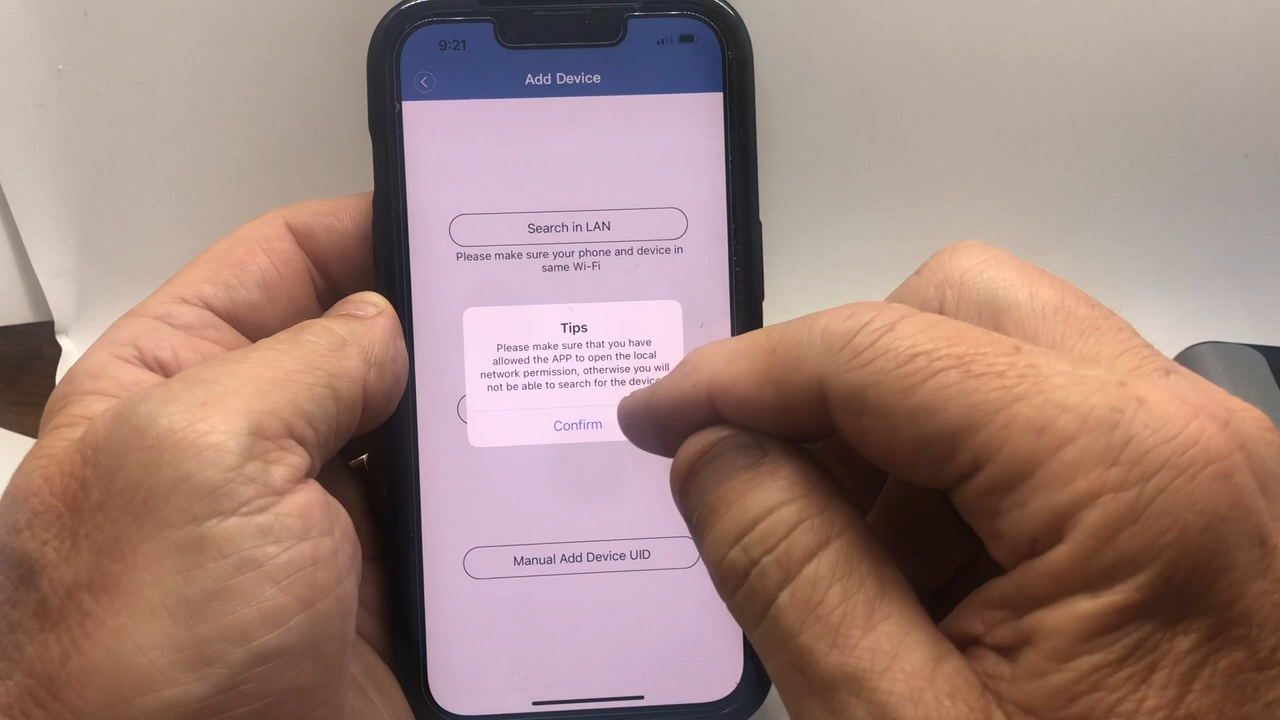 9:21
Add Device
Search in LAN
Please make sure your phone and device in
same Wi-Fi
Tips
Please make sure that you have
allowed the APP to open the local
network permission, otherwise you will
not be able to search for the device
Confirm
Manual Add Device UID